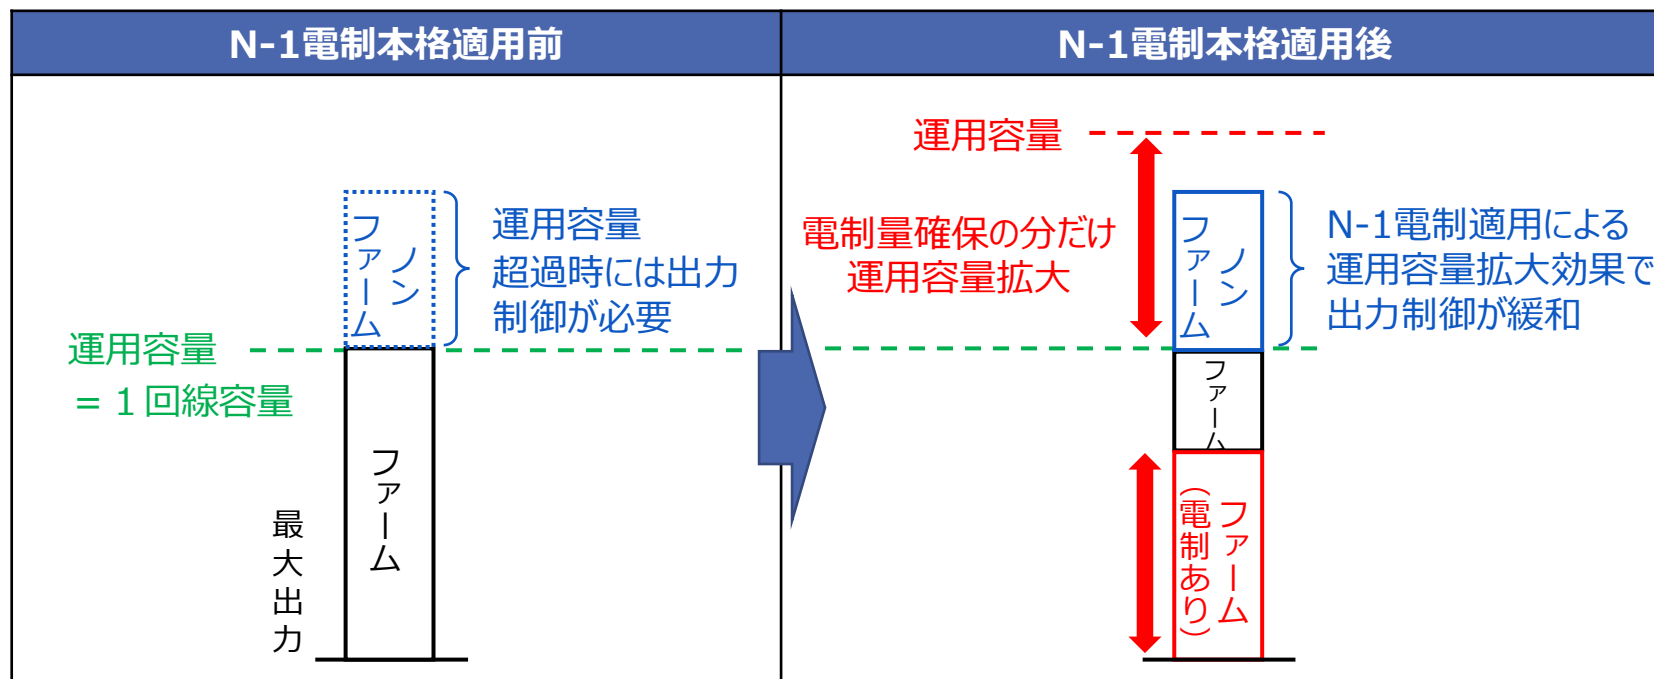 N-1電制本格適用前
N-1電制本格適用後
ノン
ファーム
運用容量
超過時には出力
制御が必要
運用容量
= 1回線容量
ファーム
最大出力
運用容量
電制量確保の分だけ
運用容量拡大
ノン
ファーム
N-1電制適用による
運用容量拡大効果で
出力制御が緩和
ファーム
ファーム
(電制あり)